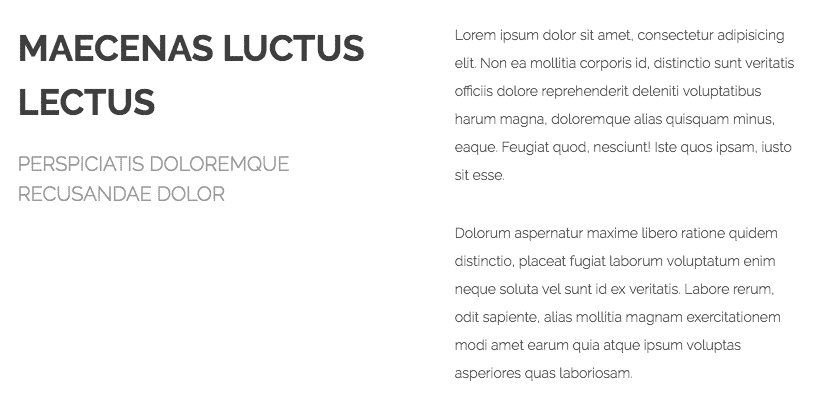 MAECENAS LUCTUS
LECTUS
PERSPICIATIS DOLOREMQUE
RECUSANDAE DOLOR
Lorem ipsum dolor sit amet, consectetur adipisicing
elit. Non ea mollitia corporis id, distinctio sunt veritatis
officiis dolore reprehenderit deleniti voluptatibus
harum magna, doloremque alias quisquam minus,
eaque. Feugiat quod, nesciunt! Iste quos ipsam, iusto
sit esse.
Dolorum aspernatur maxime libero ratione quidem
distinctio, placeat fugiat laborum voluptatum enim
neque soluta vel sunt id ex veritatis. Labore rerum,
odit sapiente, alias mollitia magnam exercitationem
modi amet earum quia atque ipsum voluptas
asperiores quas laboriosam.